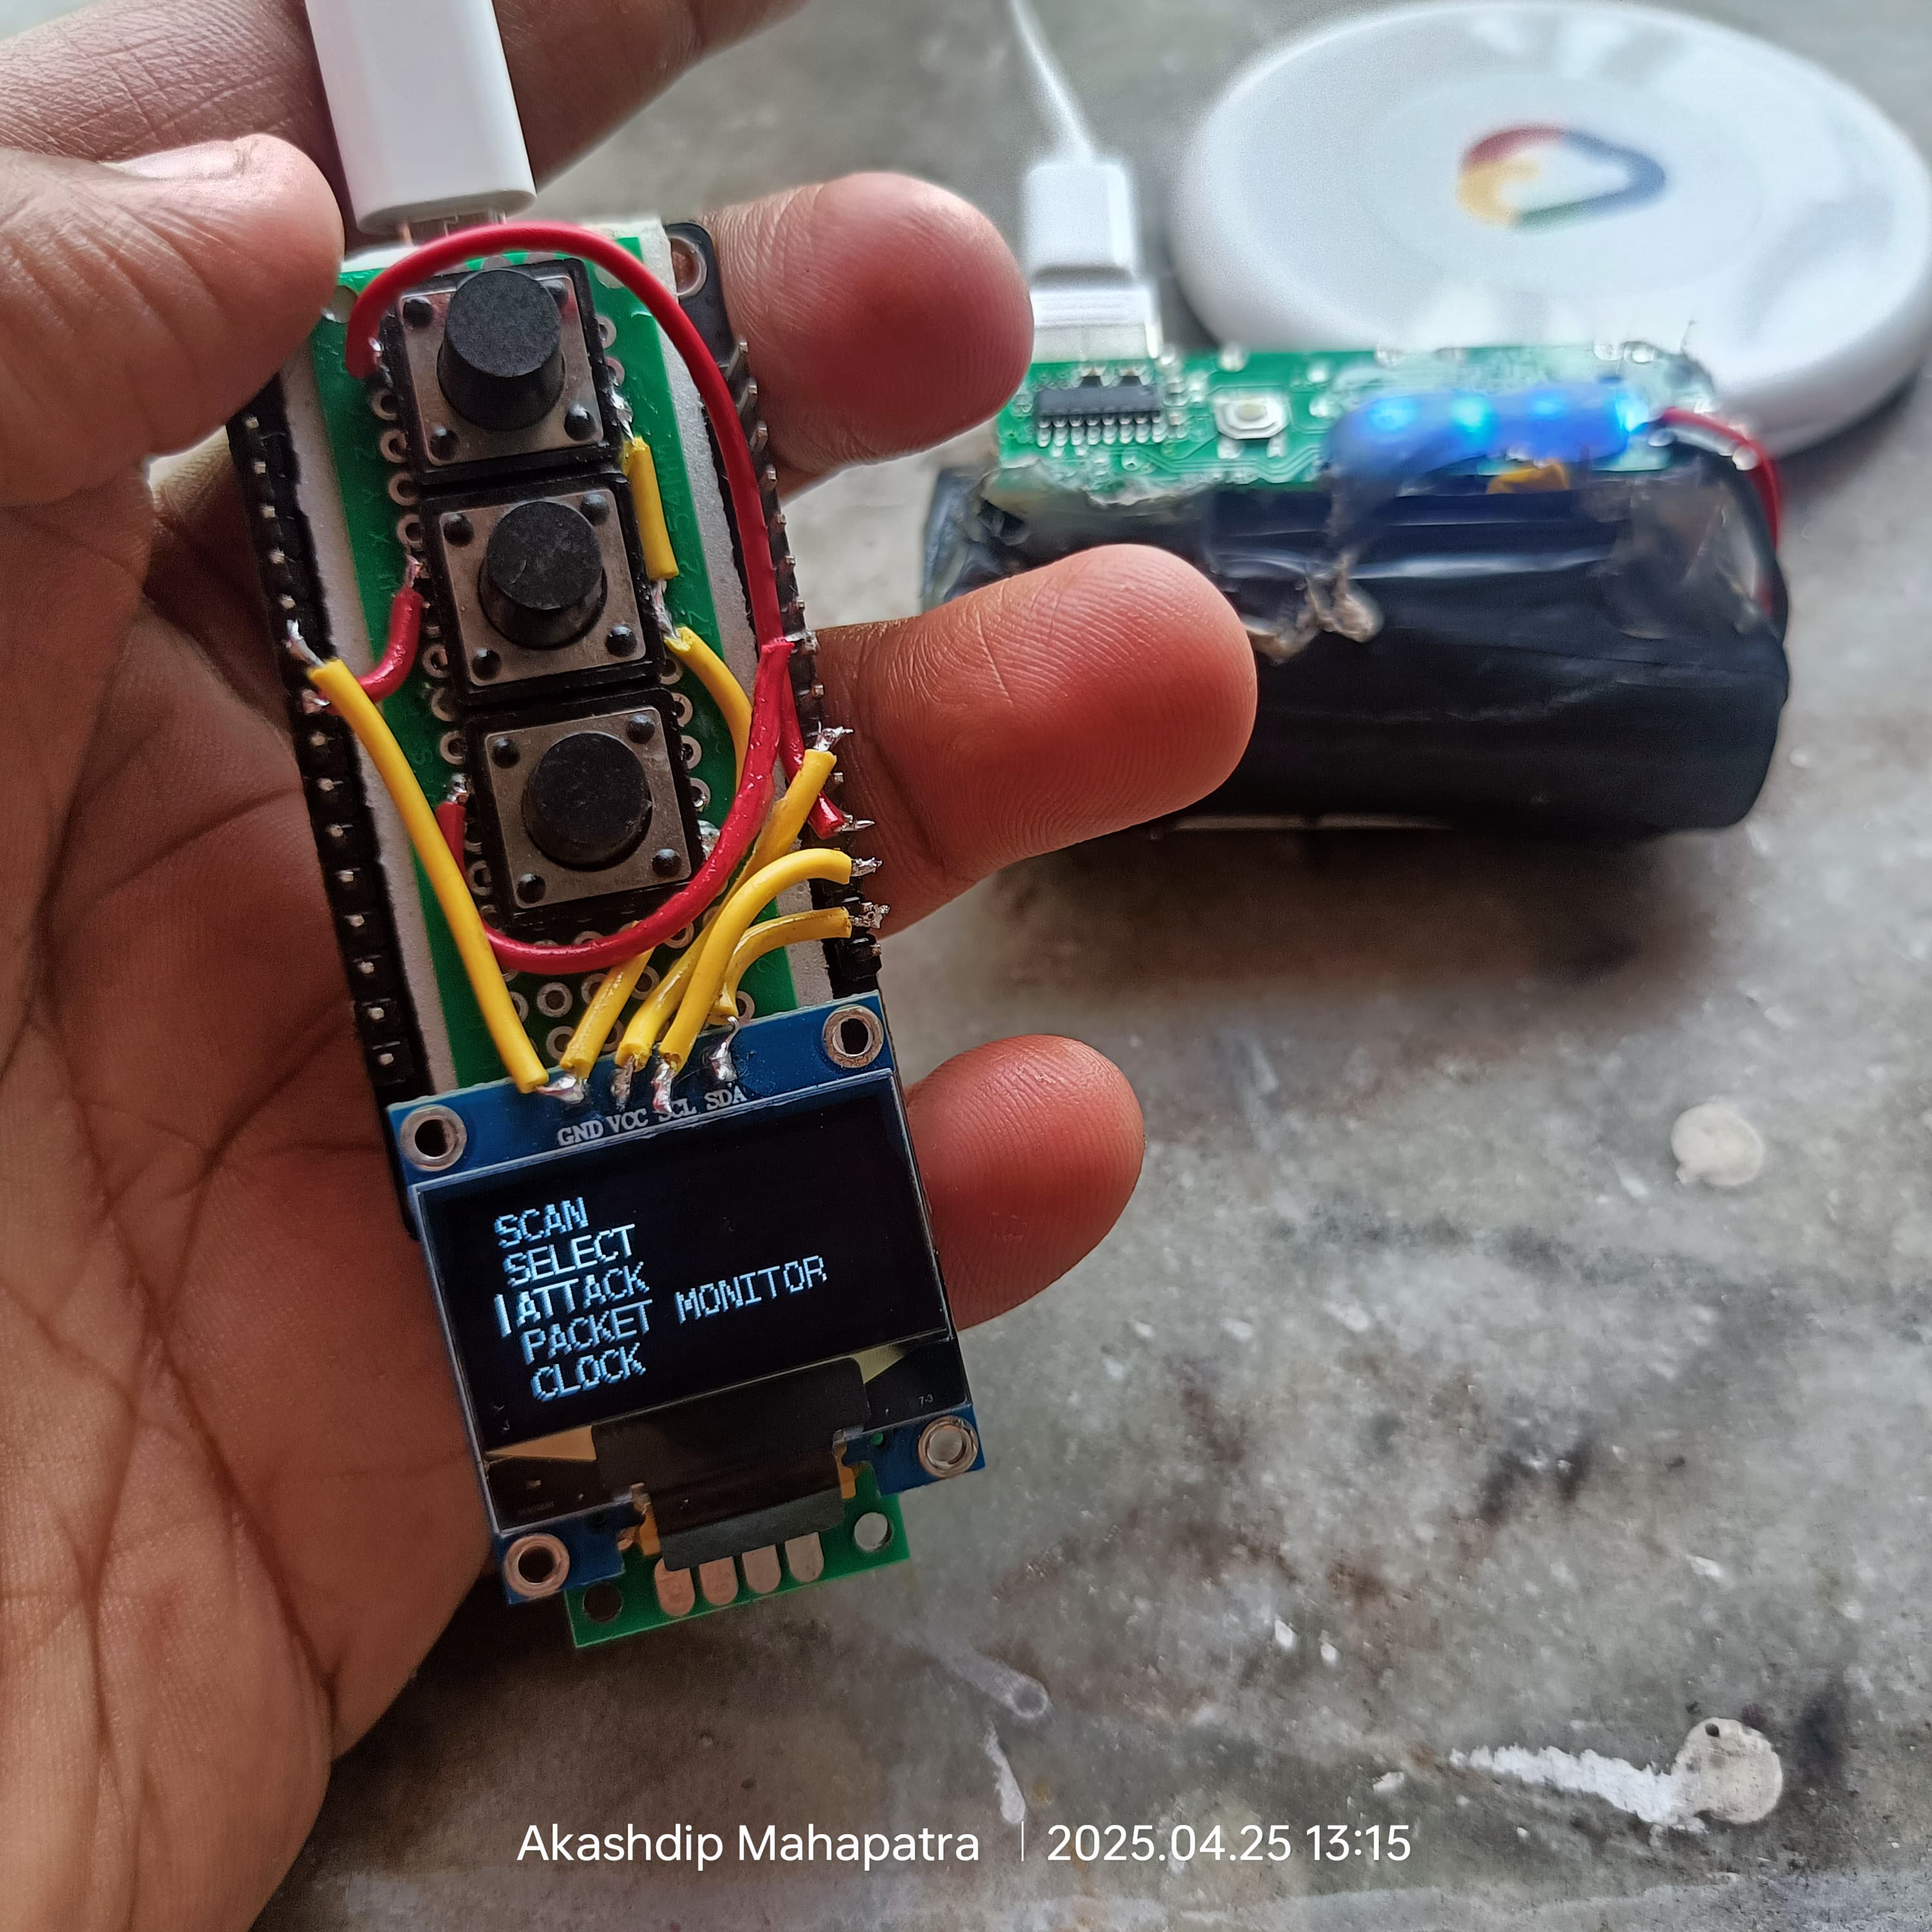 GND VCC SCL SDA
SCAN
SELECT
ATTACK
PACKET MONITOR
CLOCK
Akashdip Mahapatra | 2025.04.25 13:15